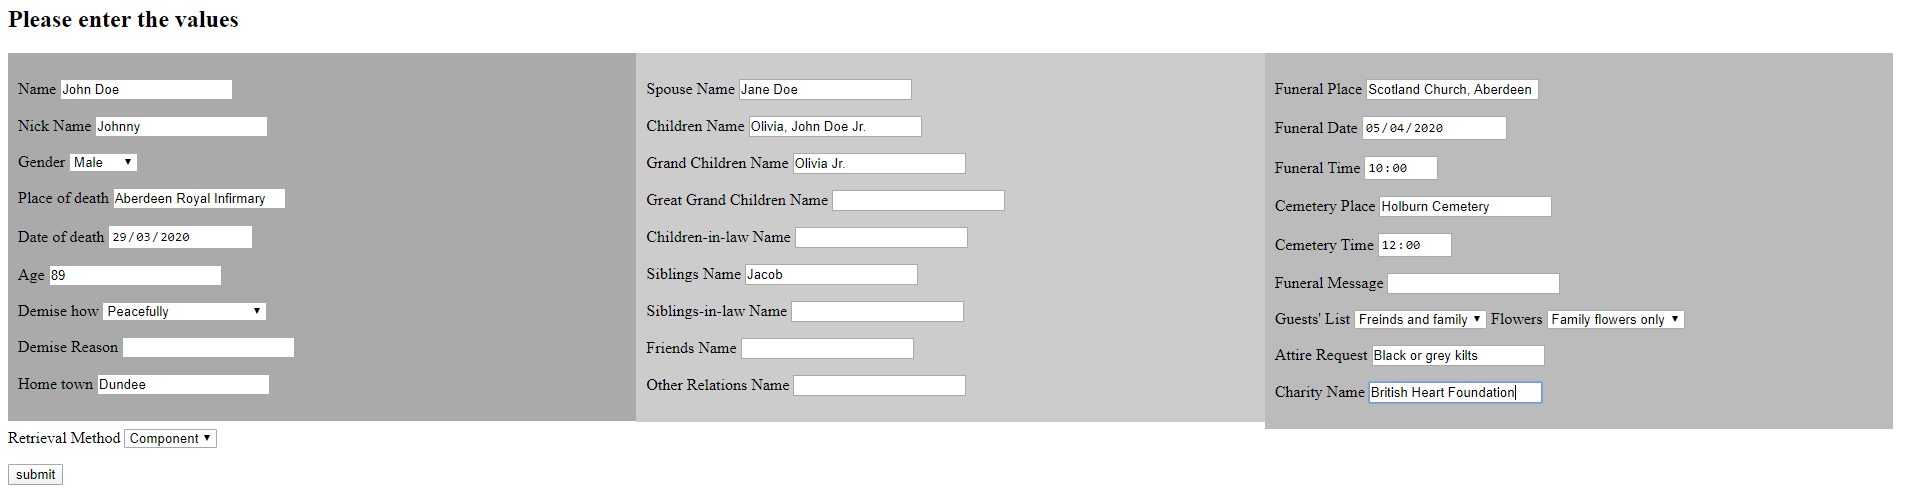 Please enter the values
Name John Doe
Nick Name Johnny
Gender Male
Place of death Aberdeen Royal Infirmary
Date of death 29/03/2020
Age 89
Demise how Peacefully
Demise Reason
Home town Dundee
Spouse Name Jane Doe
Children Name Olivia, John Doe Jr.
Grand Children Name Olivia Jr.
Great Grand Children Name
Children-in-law Name
Siblings Name Jacob
Siblings-in-law Name
Friends Name
Other Relations Name
Funeral Place Scotland Church, Aberdeen
Funeral Date 05/04/2020
Funeral Time 10:00
Cemetery Place Holburn Cemetery
Cemetery Time 12:00
Funeral Message
Guests' List Freinds and family Flowers Family flowers only
Attire Request Black or grey kilts
Charity Name British Heart Foundation
Retrieval Method Component
submit